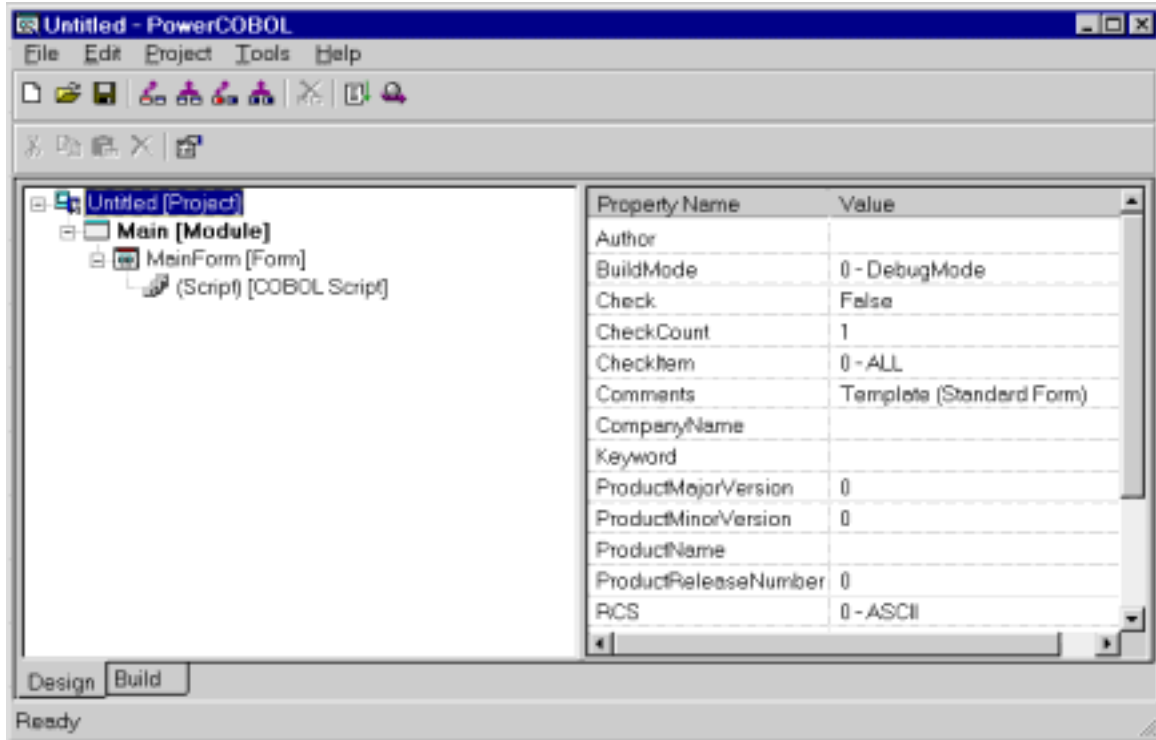 Untitled - PowerCOBOL
File Edit Project Tools Help
Untitled [Project]
Main [Module]
MainForm [Form]
(Script) [COBOL Script]
Property Name Value
Author
BuildMode 0 - DebugMode
Check False
CheckCount 1
CheckItem 0 - ALL
Comments Template (Standard Form)
CompanyName
Keyword
ProductMajorVersion 0
ProductMinorVersion 0
ProductName
ProductReleaseNumber 0
RCS 0 - ASCII
Design Build
Ready